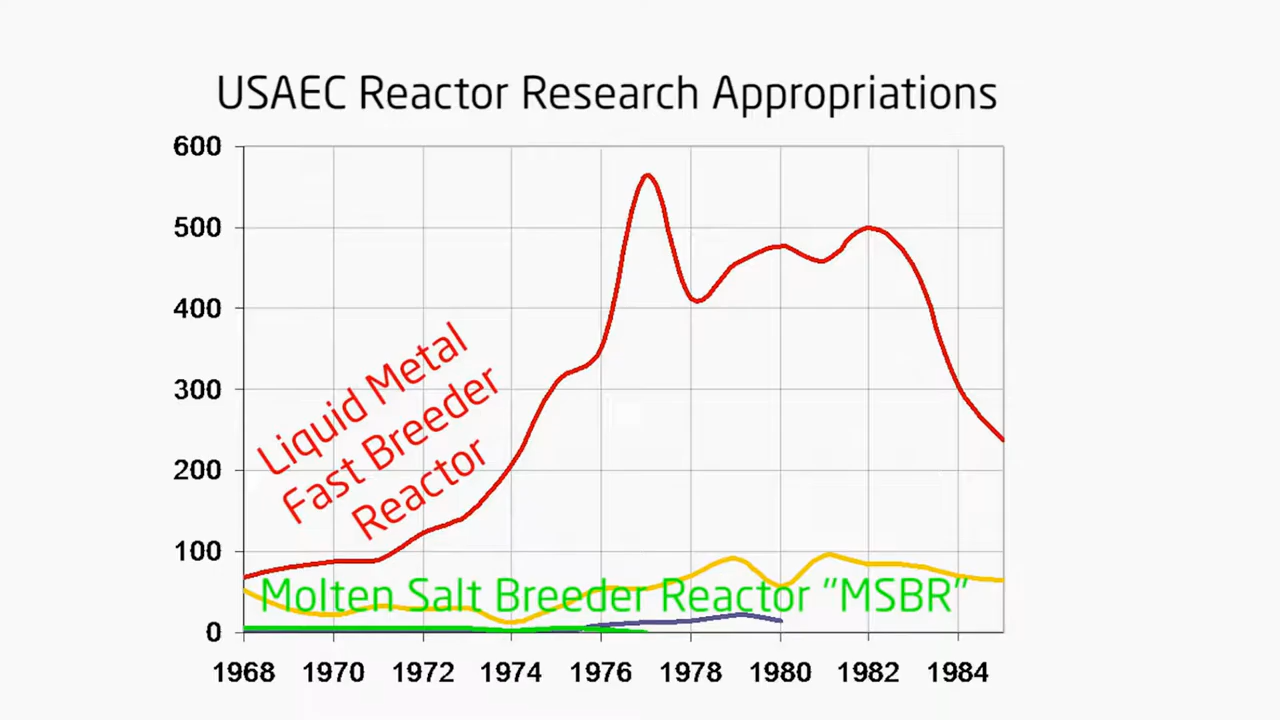 USAEC Reactor Research Appropriations
600
500
400
300
200
100
0
Liquid Metal
Fast Breeder
Reactor
Molten Salt Breeder Reactor "MSBR"
1968 1970 1972 1974 1976 1978 1980 1982 1984